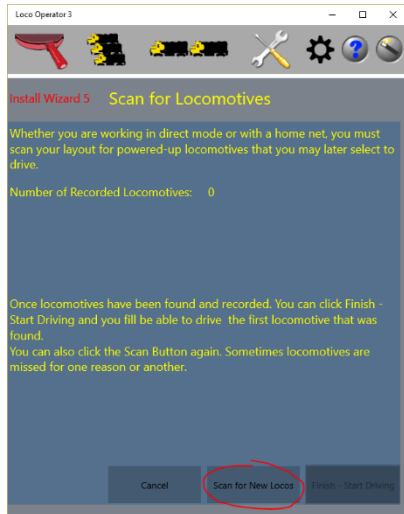 Loco Operator 3
Install Wizard 5 Scan for Locomotives
Whether you are working in direct mode or with a home net, you must
scan your layout for powered-up locomotives that you may later select to
drive.
Number of Recorded Locomotives: 0
Once locomotives have been found and recorded. You can click Finish -
Start Driving and you fill be able to drive the first locomotive that was
found.
You can also click the Scan Button again. Sometimes locomotives are
missed for one reason or another.
Cancel Scan for New Locos Finish - Start Driving